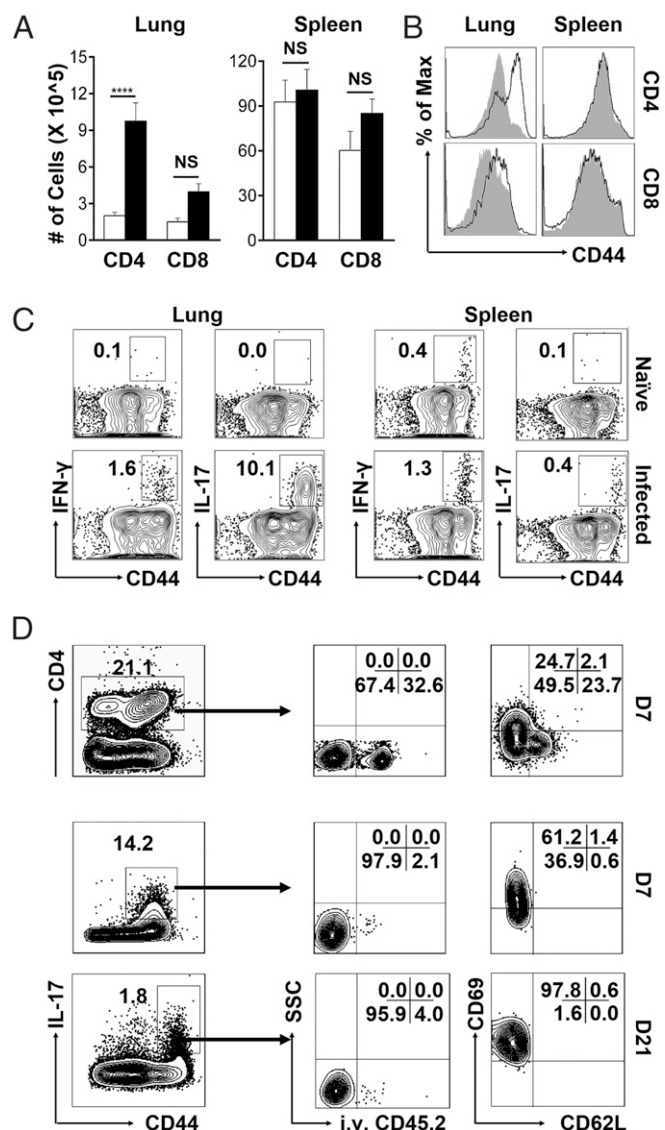 A
Lung
Spleen
# of Cells (X 10^5)
15
12
9
6
3
0
****
NS
CD4
CD8
120
90
60
30
0
NS
NS
CD4
CD8
B
Lung
Spleen
% of Max
CD4
CD8
CD44
C
Lung
Spleen
0.1
0.0
0.4
0.1
Naïve
1.6
10.1
1.3
0.4
Infected
IFN-γ
IL-17
IFN-γ
IL-17
CD44
CD44
CD44
CD44
D
CD4
21.1
0.0 0.0
67.4 32.6
24.7 2.1
49.5 23.7
D7
14.2
0.0 0.0
97.9 2.1
61.2 1.4
36.9 0.6
D7
IL-17
1.8
SSC
0.0 0.0
95.9 4.0
CD69
97.8 0.6
1.6 0.0
D21
CD44
i.v. CD45.2
CD62L